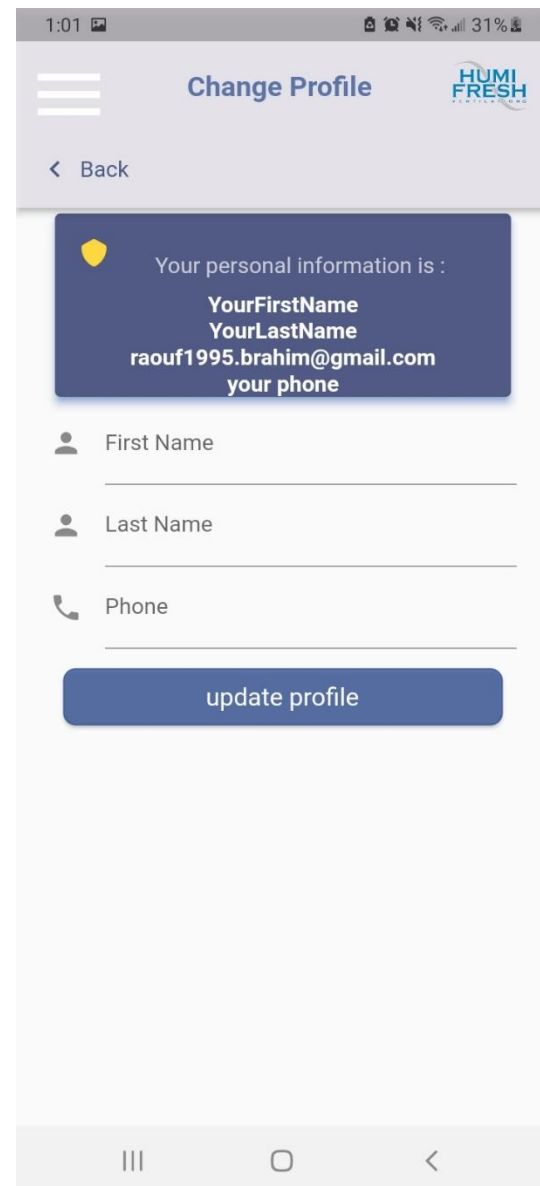 1:01
31%
Change Profile
HUMI
FRESH
VENTILATIONS
Back
Your personal information is :
YourFirstName
YourLastName
raouf1995.brahim@gmail.com
your phone
First Name
Last Name
Phone
update profile